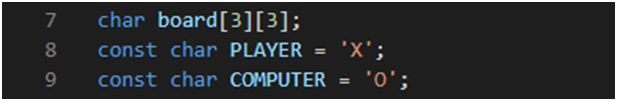 7 char board[3][3];
8 const char PLAYER = 'X';
9 const char COMPUTER = 'O';